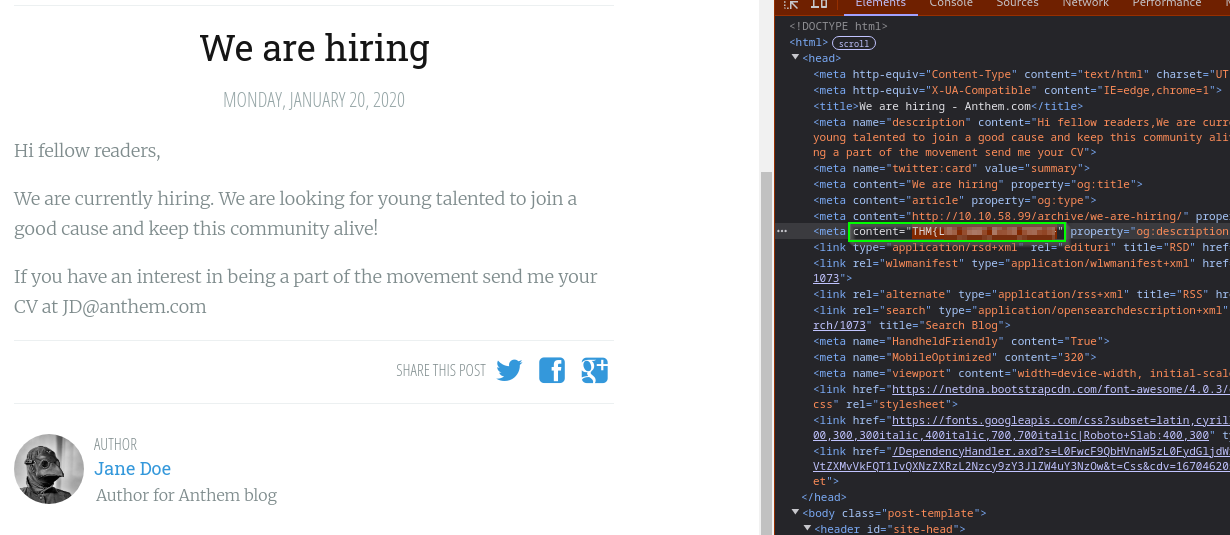 We are hiring
MONDAY, JANUARY 20, 2020
Hi fellow readers,
We are currently hiring. We are looking for young talented to join a
good cause and keep this community alive!
If you have an interest in being a part of the movement send me your
CV at JD@anthem.com
SHARE THIS POST
AUTHOR
Jane Doe
Author for Anthem blog
Elements Console Sources Network Performance
<!DOCTYPE html>
<html> scroll
<head>
<meta http-equiv="Content-Type" content="text/html" charset="UT
<meta http-equiv="X-UA-Compatible" content="IE=edge,chrome=1">
<title>We are hiring - Anthem.com</title>
<meta name="description" content="Hi fellow readers,We are curr
young talented to join a good cause and keep this community ali
ng a part of the movement send me your CV">
<meta name="twitter:card" value="summary">
<meta content="We are hiring" property="og:title">
<meta content="article" property="og:type">
<meta content="http://10.10.58.99/archive/we-are-hiring/" prope
<meta content="THM{L " property="og:description
<link type="application/rsd+xml" rel="edituri" title="RSD" href
<link rel="wlwmanifest" type="application/wlwmanifest+xml" href
1073">
<link rel="alternate" type="application/rss+xml" title="RSS" hr
<link rel="search" type="application/opensearchdescription+xml"
rch/1073" title="Search Blog">
<meta name="HandheldFriendly" content="True">
<meta name="MobileOptimized" content="320">
<meta name="viewport" content="width=device-width, initial-scal
<link href="https://netdna.bootstrapcdn.com/font-awesome/4.0.3/
css" rel="stylesheet">
<link href="https://fonts.googleapis.com/css?subset=latin,cyril
00,300,300italic,400italic,700,700italic|Roboto+Slab:400,300" t
<link href="/DependencyHandler.axd?s=L0FwcF9QbHVnaW5zL0FydGljdW
VtZXMvVkFQT1IvQXNzZXRzL2Nzcy9zY3JlZW4uY3NzOw&t=Css&cdv=16704620
et">
</head>
<body class="post-template">
<header id="site-head">